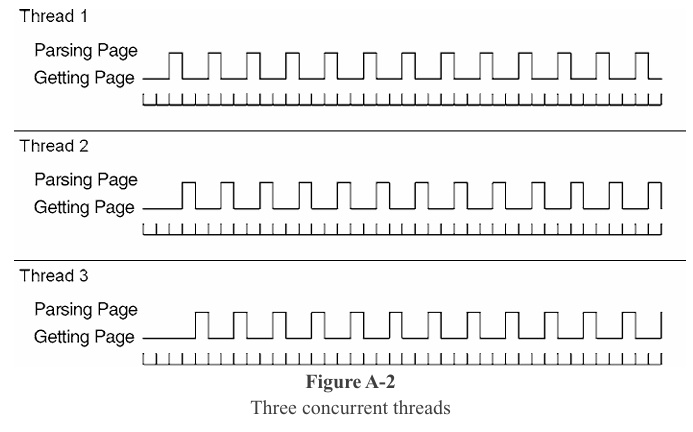 Thread 1
Parsing Page
Getting Page
Thread 2
Parsing Page
Getting Page
Thread 3
Parsing Page
Getting Page
Figure A-2
Three concurrent threads